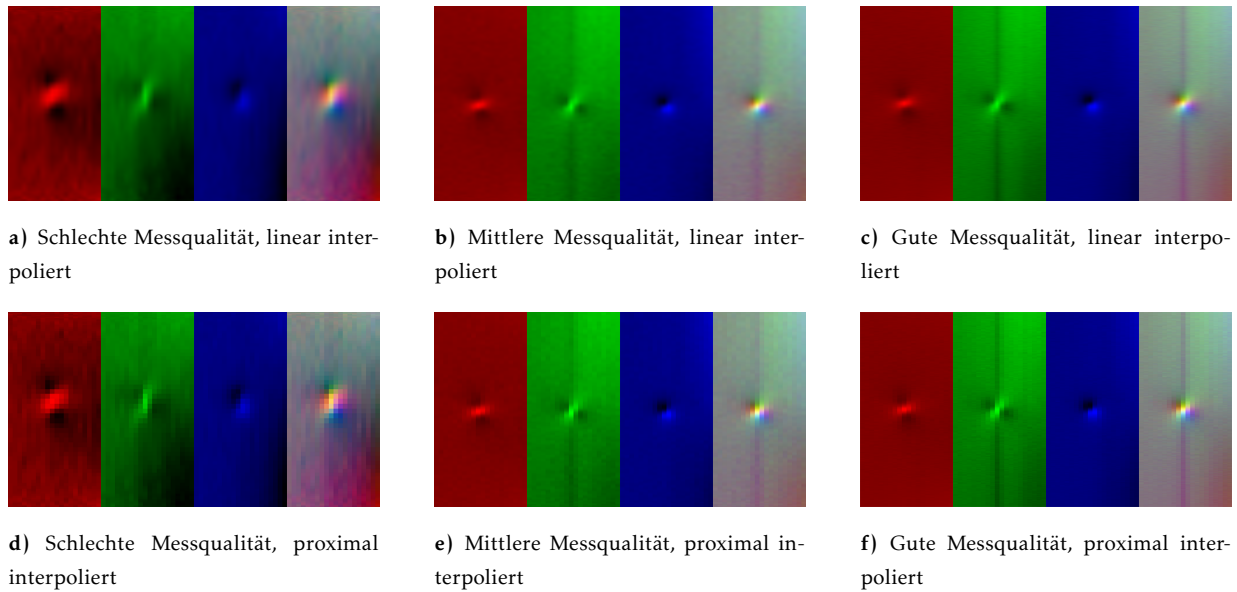 a) Schlechte Messqualität, linear inter-
poliert
b) Mittlere Messqualität, linear inter-
poliert
c) Gute Messqualität, linear interpo-
liert
d) Schlechte Messqualität, proximal
interpoliert
e) Mittlere Messqualität, proximal in-
terpoliert
f) Gute Messqualität, proximal inter-
poliert